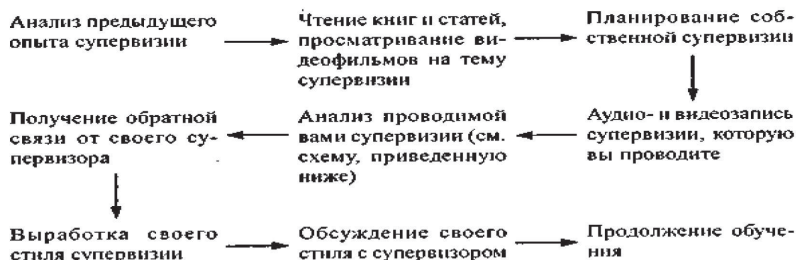 Анализ предыдущего
опыта супервизии
Чтение книг и статей,
просматривание ви-
деофильмов на тему
супервизии
Планирование соб-
ственной супервизии
Аудио- и видеозапись
супервизии, которую
вы проводите
Анализ проводимой
вами супервизии (см.
схему, приведенную
ниже)
Получение обратной
связи от своего су-
первизора
Выработка своего
стиля супервизии
Обсуждение своего
стиля с супервизором
Продолжение обуче-
ния